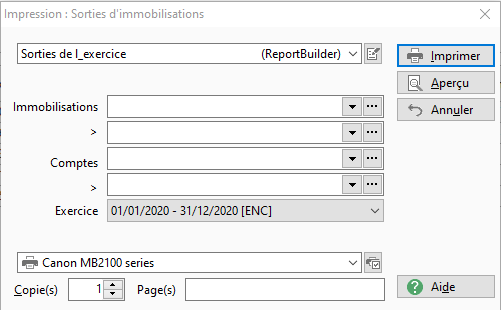 Impression : Sorties d'immobilisations
Sorties de l_exercice (ReportBuilder)
Imprimer
Aperçu
Immobilisations
Annuler
>
Comptes
>
Exercice 01/01/2020 - 31/12/2020 [ENC]
Canon MB2100 series
Copie(s) 1 Page(s)
Aide